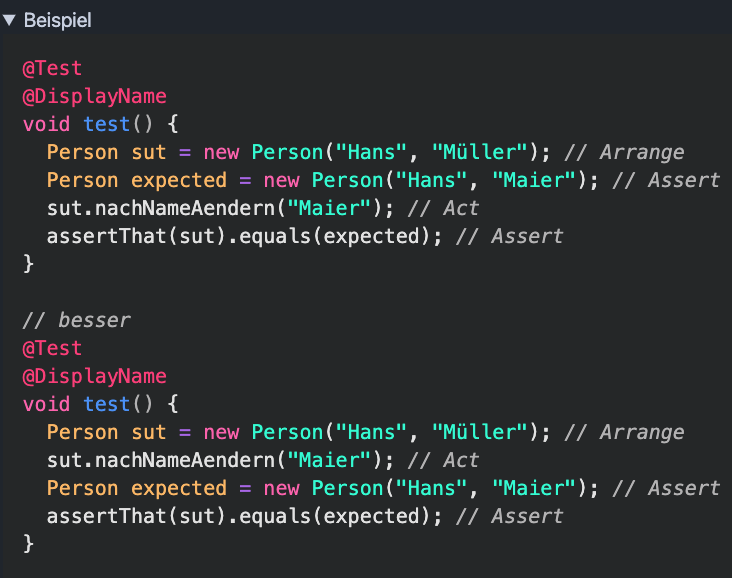 ▼ Beispiel
@Test
@DisplayName
void test() {
  Person sut = new Person("Hans", "Müller"); // Arrange
  Person expected = new Person("Hans", "Maier"); // Assert
  sut.nachNameAendern("Maier"); // Act
  assertThat(sut).equals(expected); // Assert
}
// besser
@Test
@DisplayName
void test() {
  Person sut = new Person("Hans", "Müller"); // Arrange
  sut.nachNameAendern("Maier"); // Act
  Person expected = new Person("Hans", "Maier"); // Assert
  assertThat(sut).equals(expected); // Assert
}